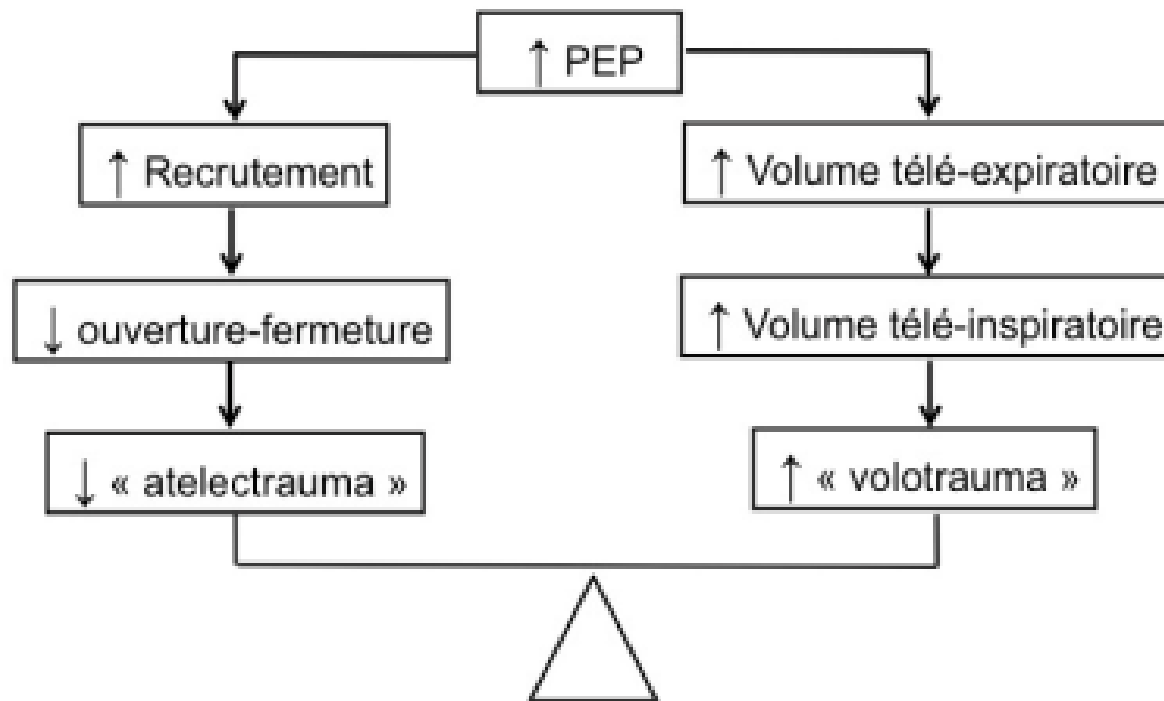 ↑ PEP
↑ Recrutement
↑ Volume télé-expiratoire
↓ ouverture-fermeture
↑ Volume télé-inspiratoire
↓ « atelectrauma »
↑ « volotrauma »